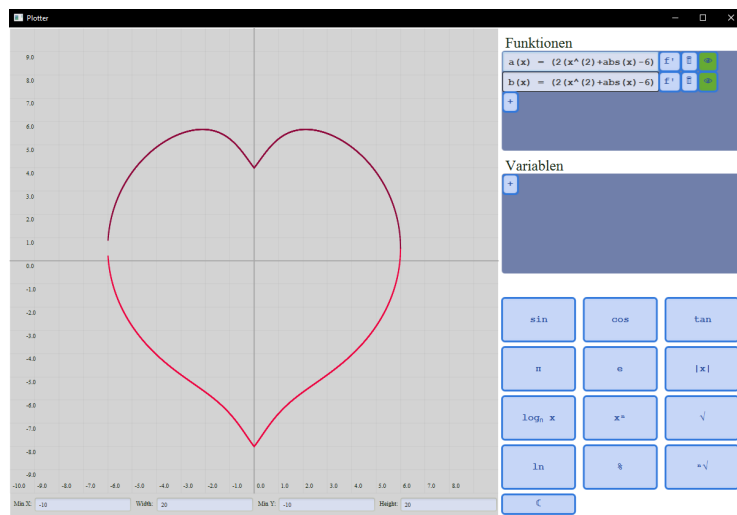 Plotter
Funktionen
a(x) = (2(x^(2)+abs(x)-6) f'
b(x) = (2(x^(2)+abs(x)-6) f'
+
Variablen
+
9.0
8.0
7.0
6.0
5.0
4.0
3.0
2.0
1.0
0.0
-1.0
-2.0
-3.0
-4.0
-5.0
-6.0
-7.0
-8.0
-9.0
-10.0 -9.0 -8.0 -7.0 -6.0 -5.0 -4.0 -3.0 -2.0 -1.0 0.0 1.0 2.0 3.0 4.0 5.0 6.0 7.0 8.0
Min X: -10 Width: 20 Min Y: -10 Height: 20
sin cos tan
π e |x|
logₙ x xⁿ √
ln % ⁿ√
☾